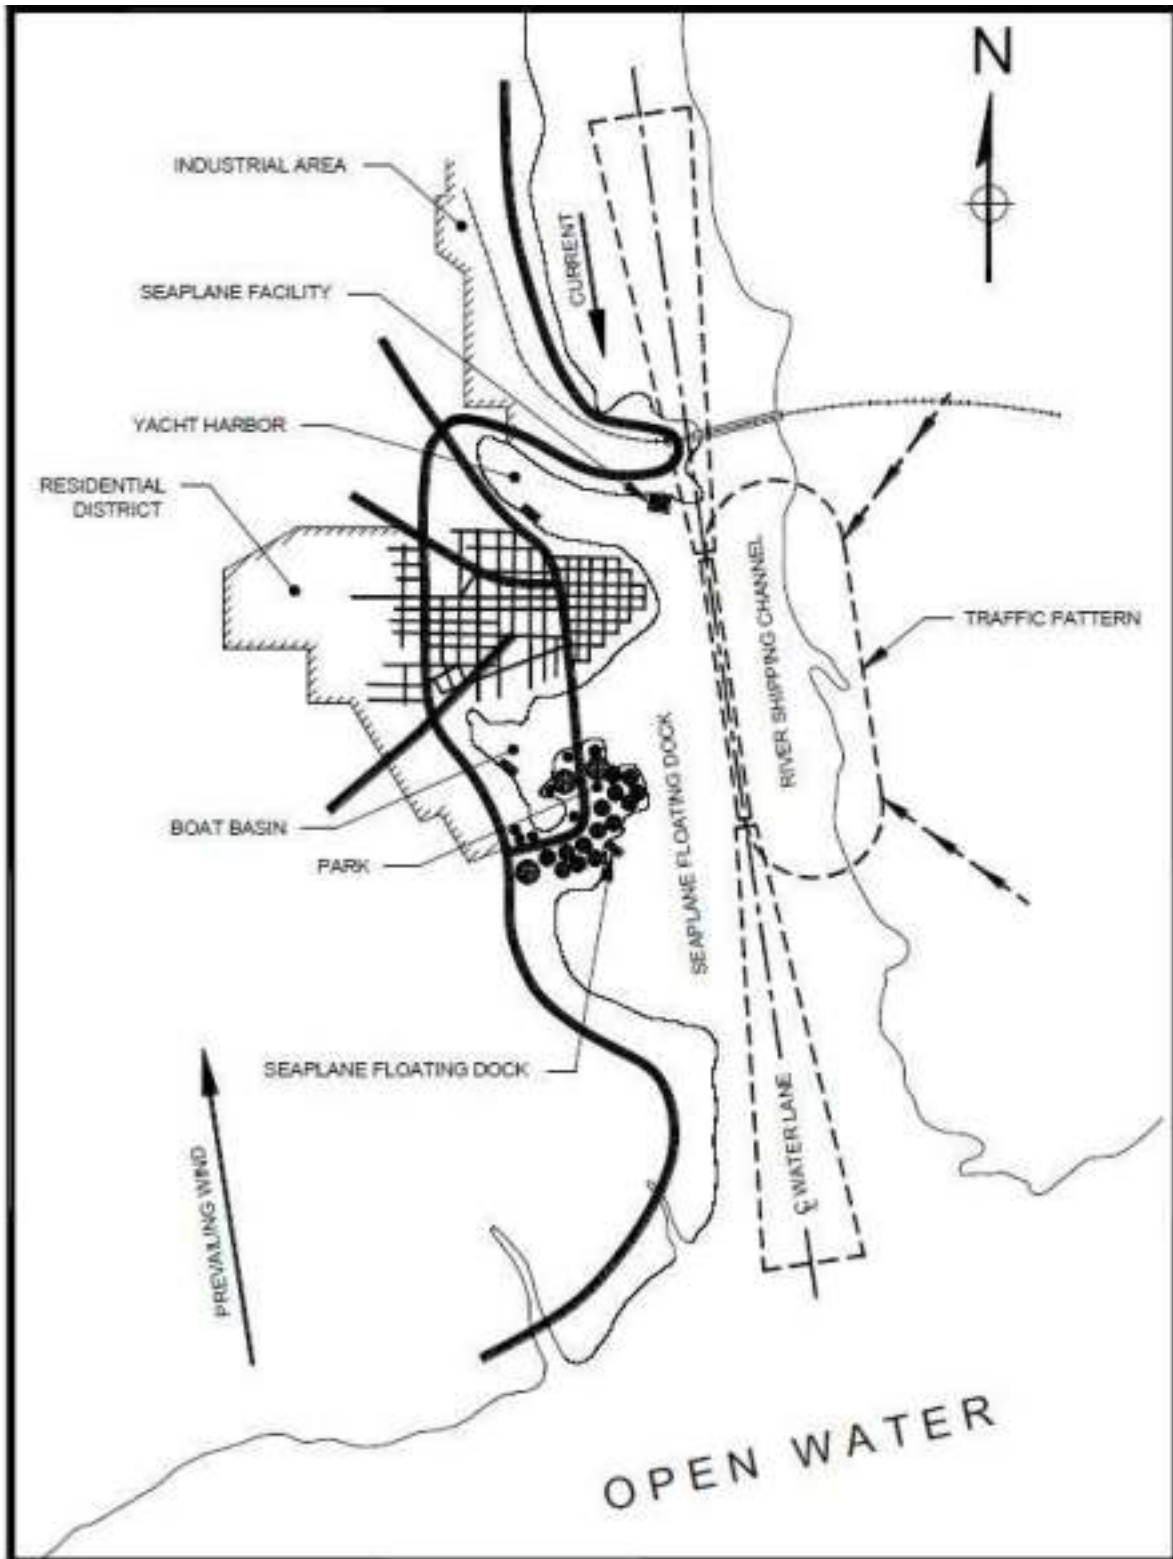 N
INDUSTRIAL AREA
CURRENT
SEAPLANE FACILITY
YACHT HARBOR
RESIDENTIAL
DISTRICT
RIVER SHIPPING CHANNEL
TRAFFIC PATTERN
SEAPLANE FLOATING DOCK
BOAT BASIN
PARK
SEAPLANE FLOATING DOCK
℄ WATER LANE
PREVAILING WIND
OPEN WATER